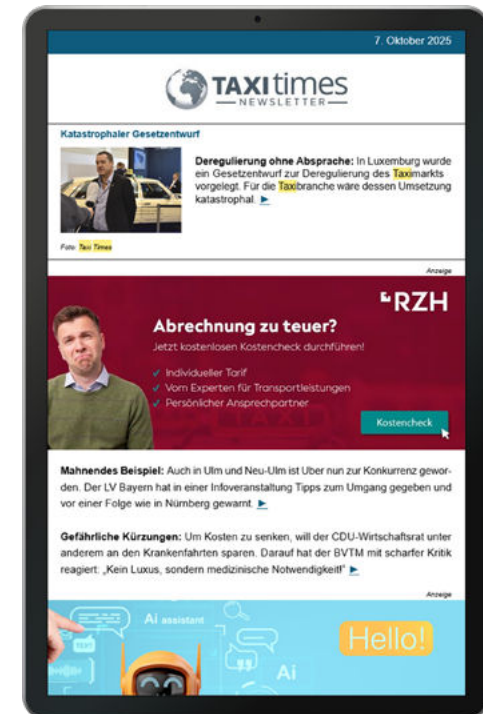 7. Oktober 2025
TAXItimes
NEWSLETTER
Katastrophaler Gesetzentwurf
Deregulierung ohne Absprache: In Luxemburg wurde
ein Gesetzentwurf zur Deregulierung des Taximarkts
vorgelegt. Für die Taxibranche wäre dessen Umsetzung
katastrophal.
Foto: Taxi Times
Anzeige
RZH
Abrechnung zu teuer?
Jetzt kostenlosen Kostencheck durchführen!
Individueller Tarif
Vom Experten für Transportleistungen
Persönlicher Ansprechpartner
Kostencheck
Mahnendes Beispiel: Auch in Ulm und Neu-Ulm ist Uber nun zur Konkurrenz gewor-
den. Der LV Bayern hat in einer Infoveranstaltung Tipps zum Umgang gegeben und
vor einer Folge wie in Nürnberg gewarnt.
Gefährliche Kürzungen: Um Kosten zu senken, will der CDU-Wirtschaftsrat unter
anderem an den Krankenfahrten sparen. Darauf hat der BVTM mit scharfer Kritik
reagiert: „Kein Luxus, sondern medizinische Notwendigkeit!“
Anzeige
Ai assistant
TEXT
Hello!
Ai